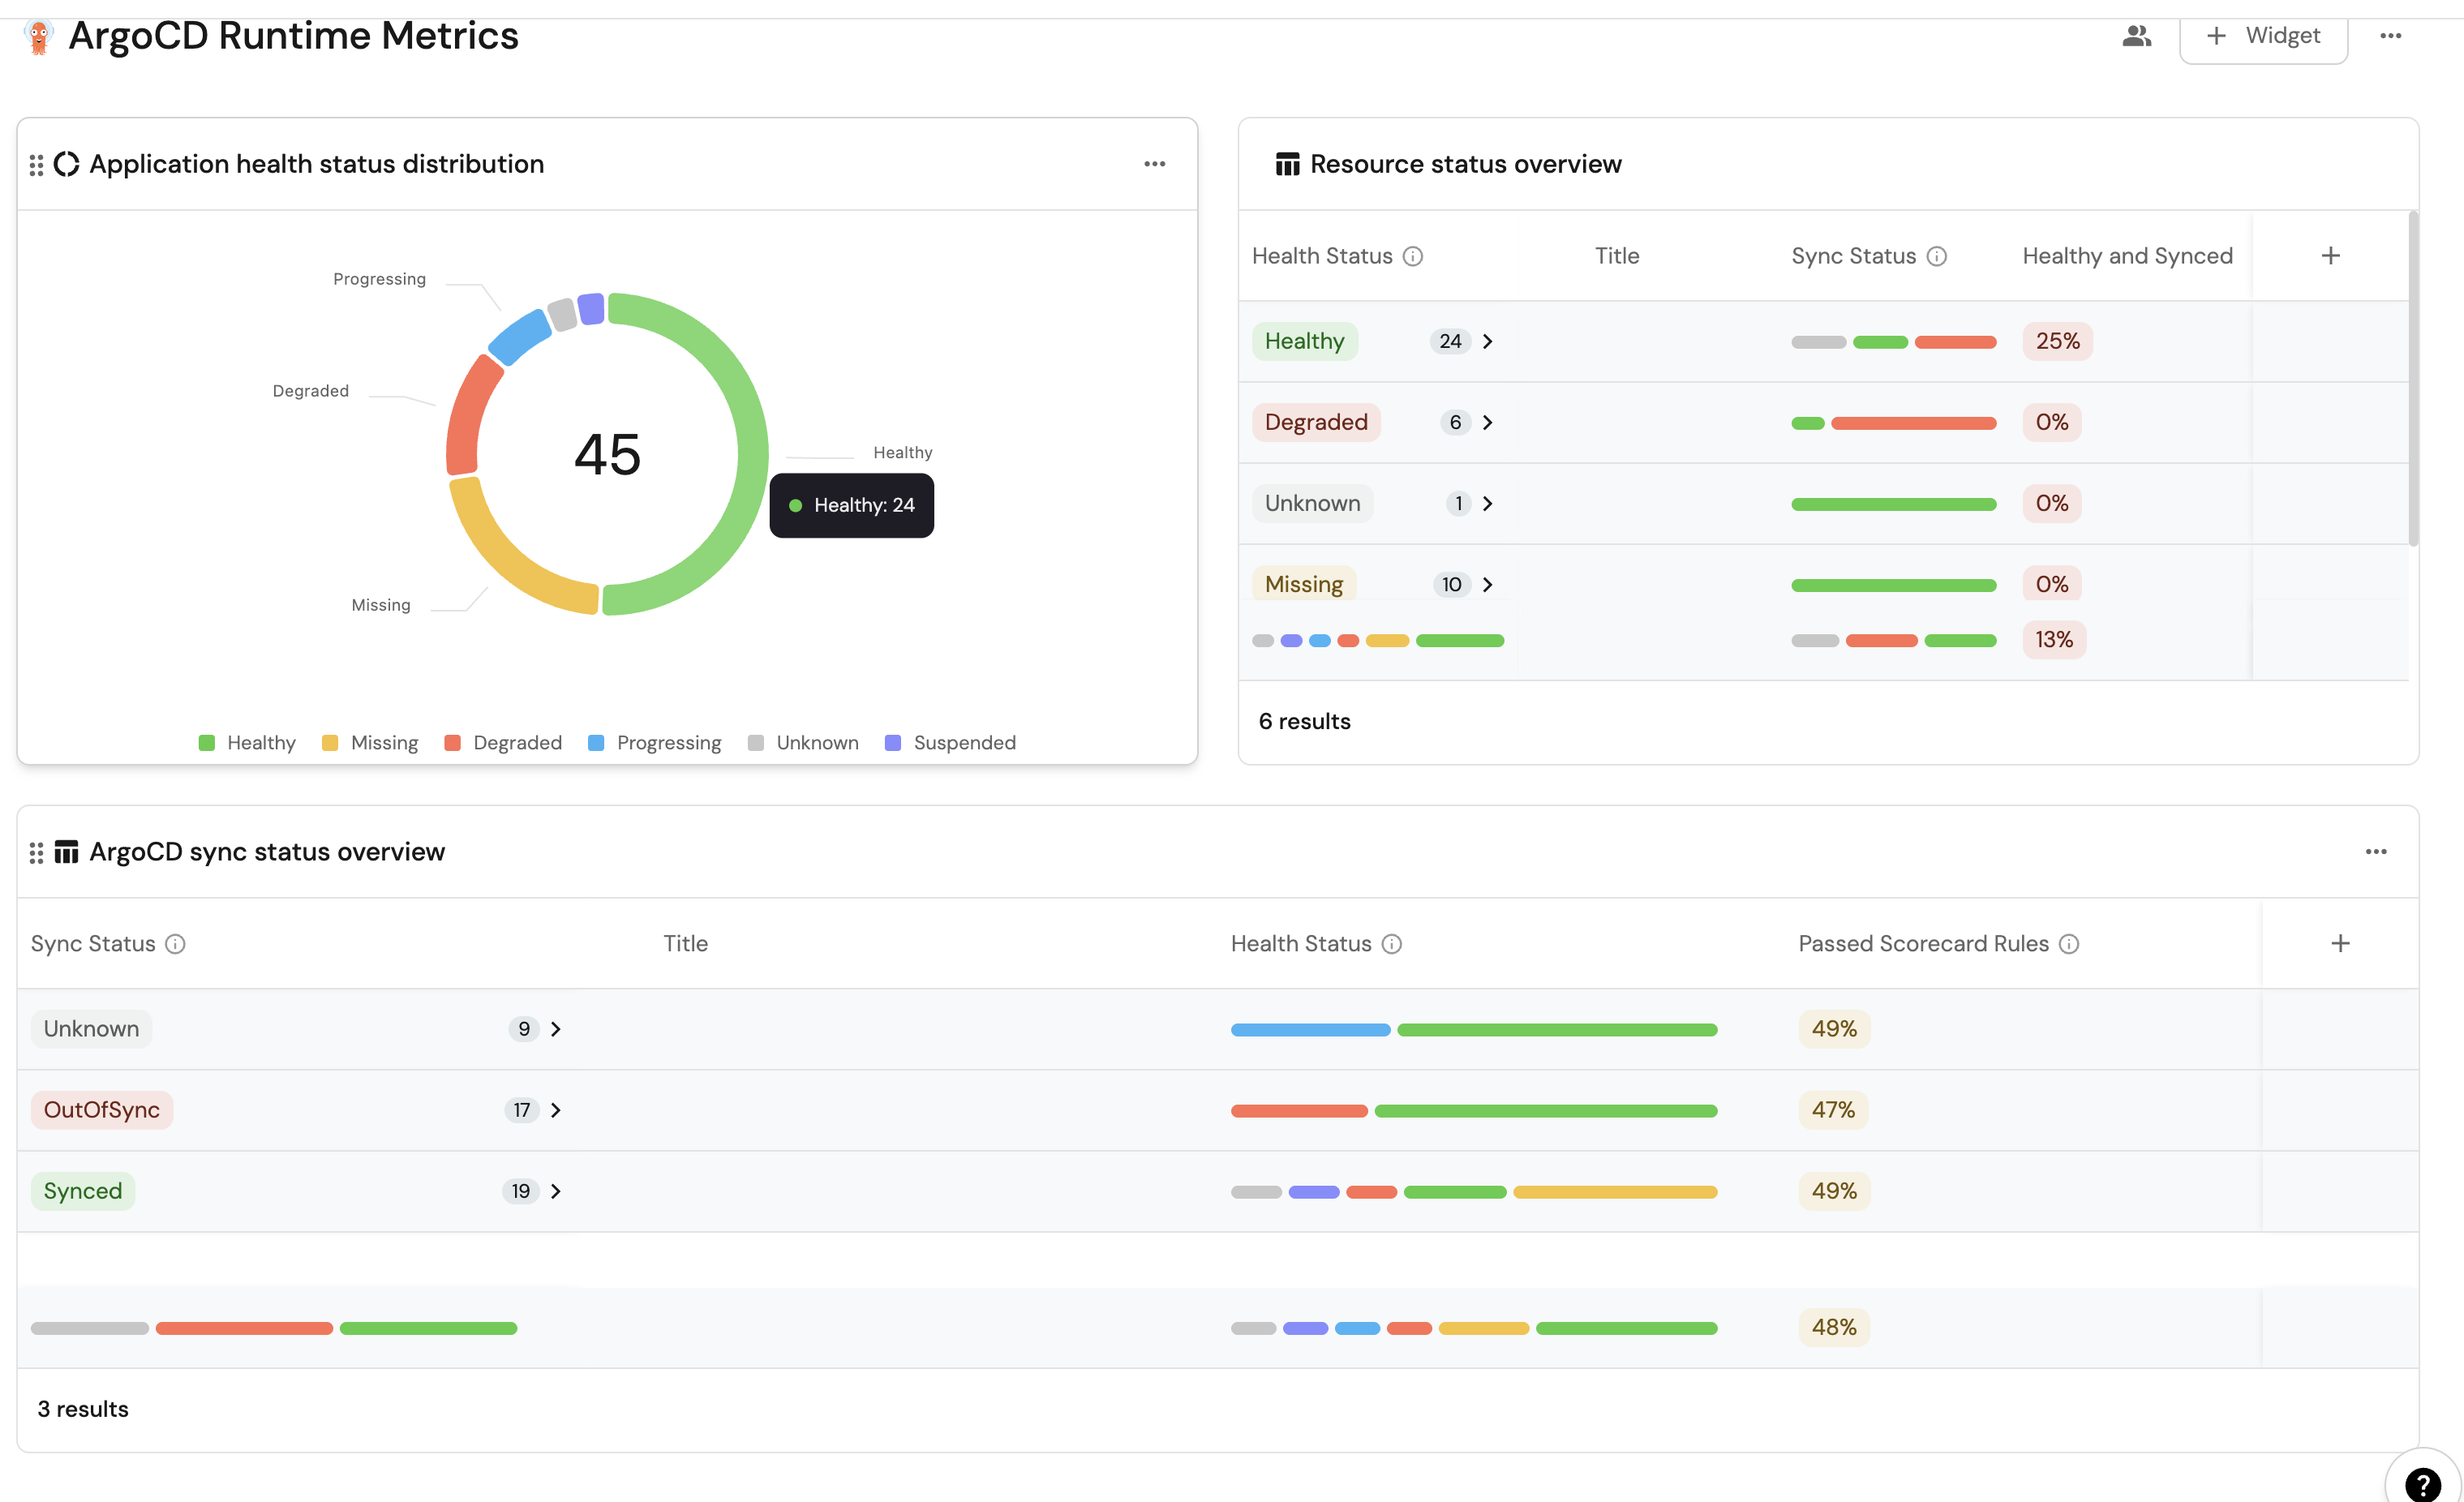 ArgoCD Runtime Metrics
+ Widget
Application health status distribution
Progressing
Degraded
45
Healthy
Healthy: 24
Missing
Healthy Missing Degraded Progressing Unknown Suspended
Resource status overview
Health Status Title Sync Status Healthy and Synced +
Healthy 24 25%
Degraded 6 0%
Unknown 1 0%
Missing 10 0%
13%
6 results
ArgoCD sync status overview
Sync Status Title Health Status Passed Scorecard Rules +
Unknown 9 49%
OutOfSync 17 47%
Synced 19 49%
48%
3 results
?